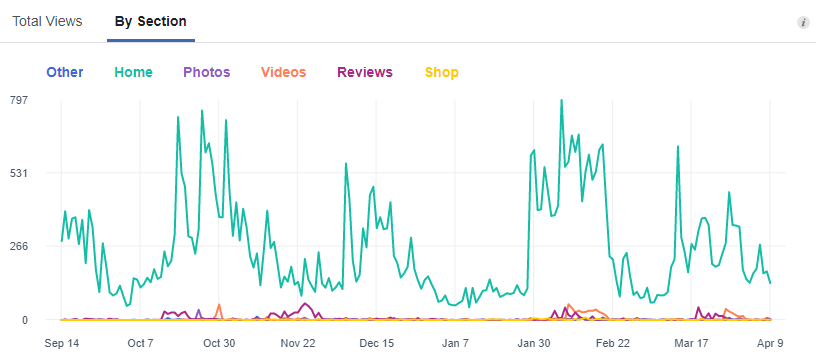 Total Views By Section i
Other Home Photos Videos Reviews Shop
797
531
266
0
Sep 14 Oct 7 Oct 30 Nov 22 Dec 15 Jan 7 Jan 30 Feb 22 Mar 17 Apr 9